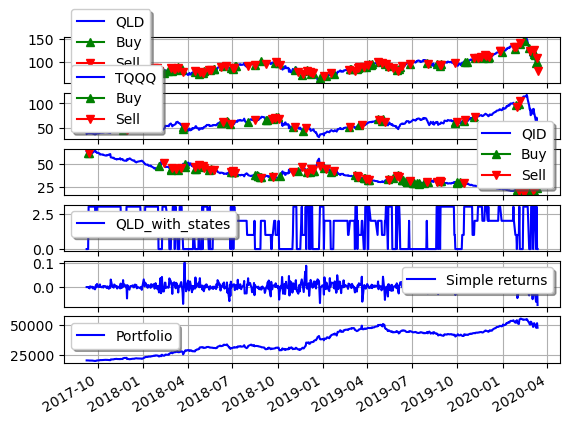 QLD
Buy
Sell
150
100
TQQQ
Buy
Sell
100
50
QID
Buy
Sell
50
25
QLD_with_states
2.5
0.0
Simple returns
0.1
0.0
Portfolio
50000
25000
2017-10
2018-01
2018-04
2018-07
2018-10
2019-01
2019-04
2019-07
2019-10
2020-01
2020-04